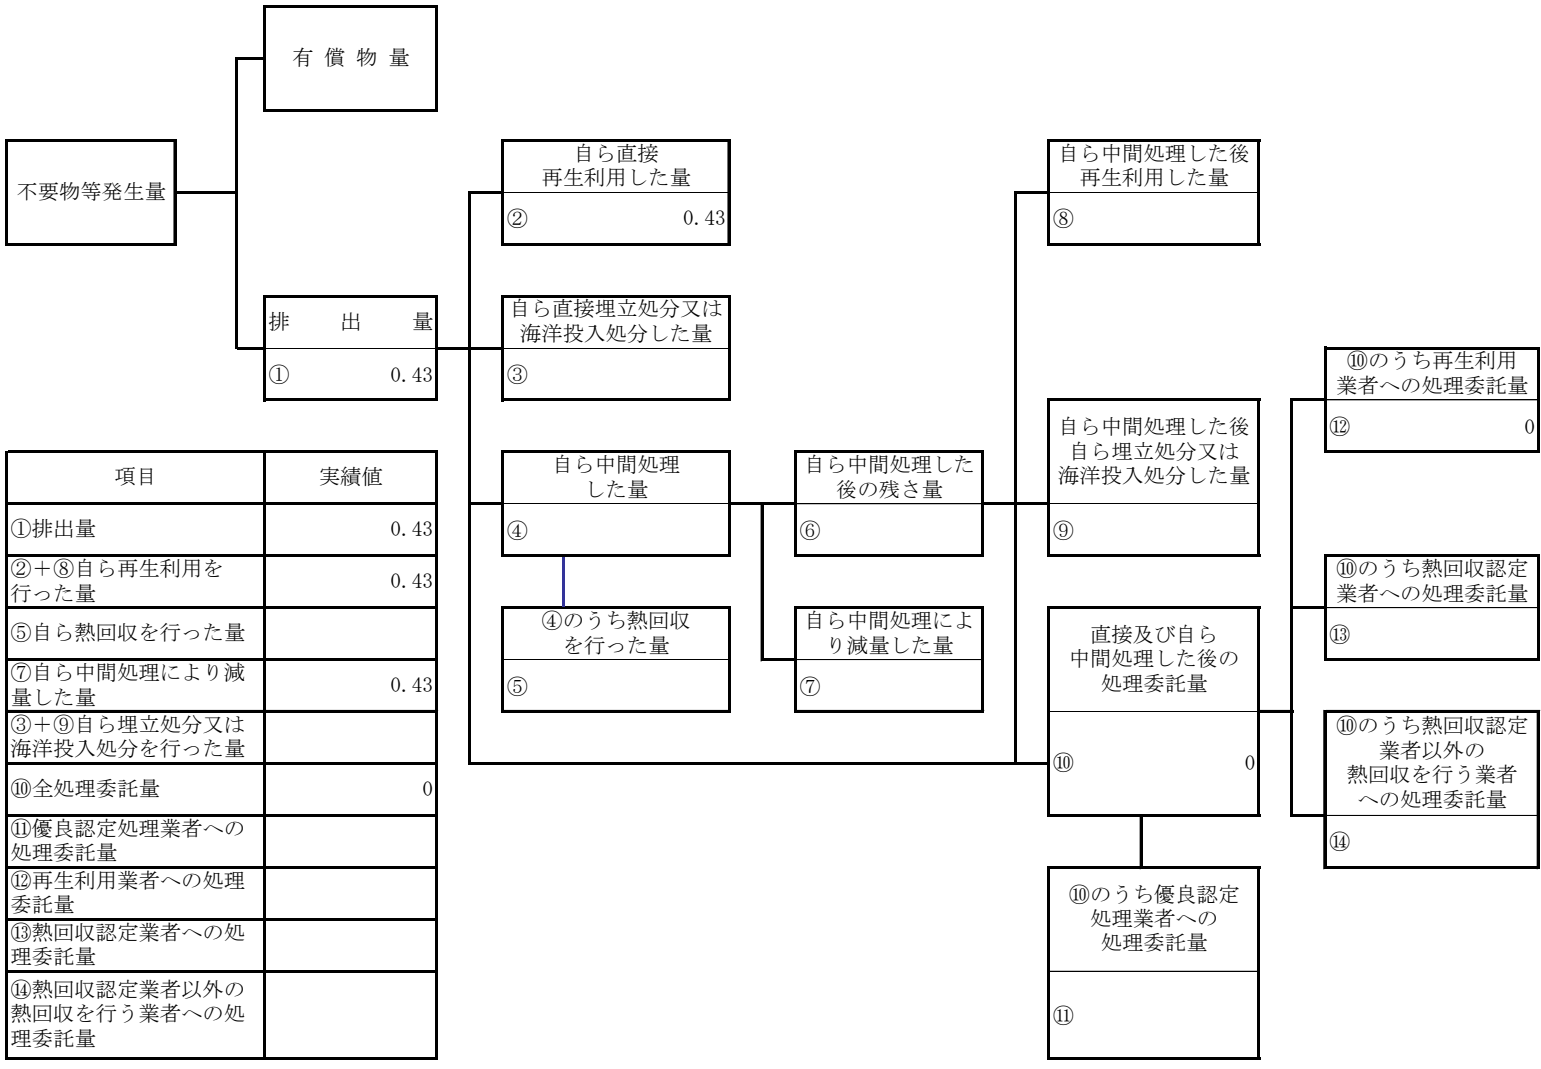 有償物量
不要物等発生量
排出量
① 0.43
自ら直接
再生利用した量
② 0.43
自ら直接埋立処分又は
海洋投入処分した量
③
自ら中間処理
した量
④
④のうち熱回収
を行った量
⑤
自ら中間処理した
後の残さ量
⑥
自ら中間処理によ
り減量した量
⑦
自ら中間処理した後
再生利用した量
⑧
自ら中間処理した後
自ら埋立処分又は
海洋投入処分した量
⑨
直接及び自ら
中間処理した後の
処理委託量
⑩ 0
⑩のうち優良認定
処理業者への
処理委託量
⑪
⑩のうち再生利用
業者への処理委託量
⑫ 0
⑩のうち熱回収認定
業者への処理委託量
⑬
⑩のうち熱回収認定
業者以外の
熱回収を行う業者
への処理委託量
⑭
項目 実績値
①排出量 0.43
②＋⑧自ら再生利用を
行った量 0.43
⑤自ら熱回収を行った量
⑦自ら中間処理により減
量した量 0.43
③＋⑨自ら埋立処分又は
海洋投入処分を行った量
⑩全処理委託量 0
⑪優良認定処理業者への
処理委託量
⑫再生利用業者への処理
委託量
⑬熱回収認定業者への処
理委託量
⑭熱回収認定業者以外の
熱回収を行う業者への処
理委託量